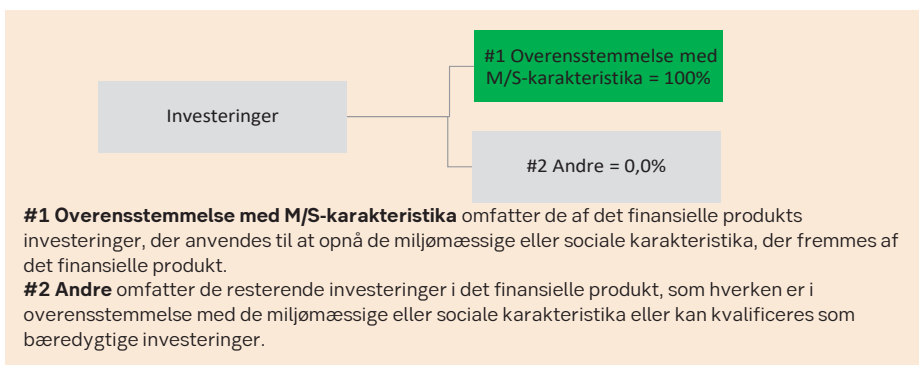 #1 Overensstemmelse med
M/S-karakteristika = 100%
Investeringer
#2 Andre = 0,0%
#1 Overensstemmelse med M/S-karakteristika omfatter de af det finansielle produkts
investeringer, der anvendes til at opnå de miljømæssige eller sociale karakteristika, der fremmes af
det finansielle produkt.
#2 Andre omfatter de resterende investeringer i det finansielle produkt, som hverken er i
overensstemmelse med de miljømæssige eller sociale karakteristika eller kan kvalificeres som
bæredygtige investeringer.